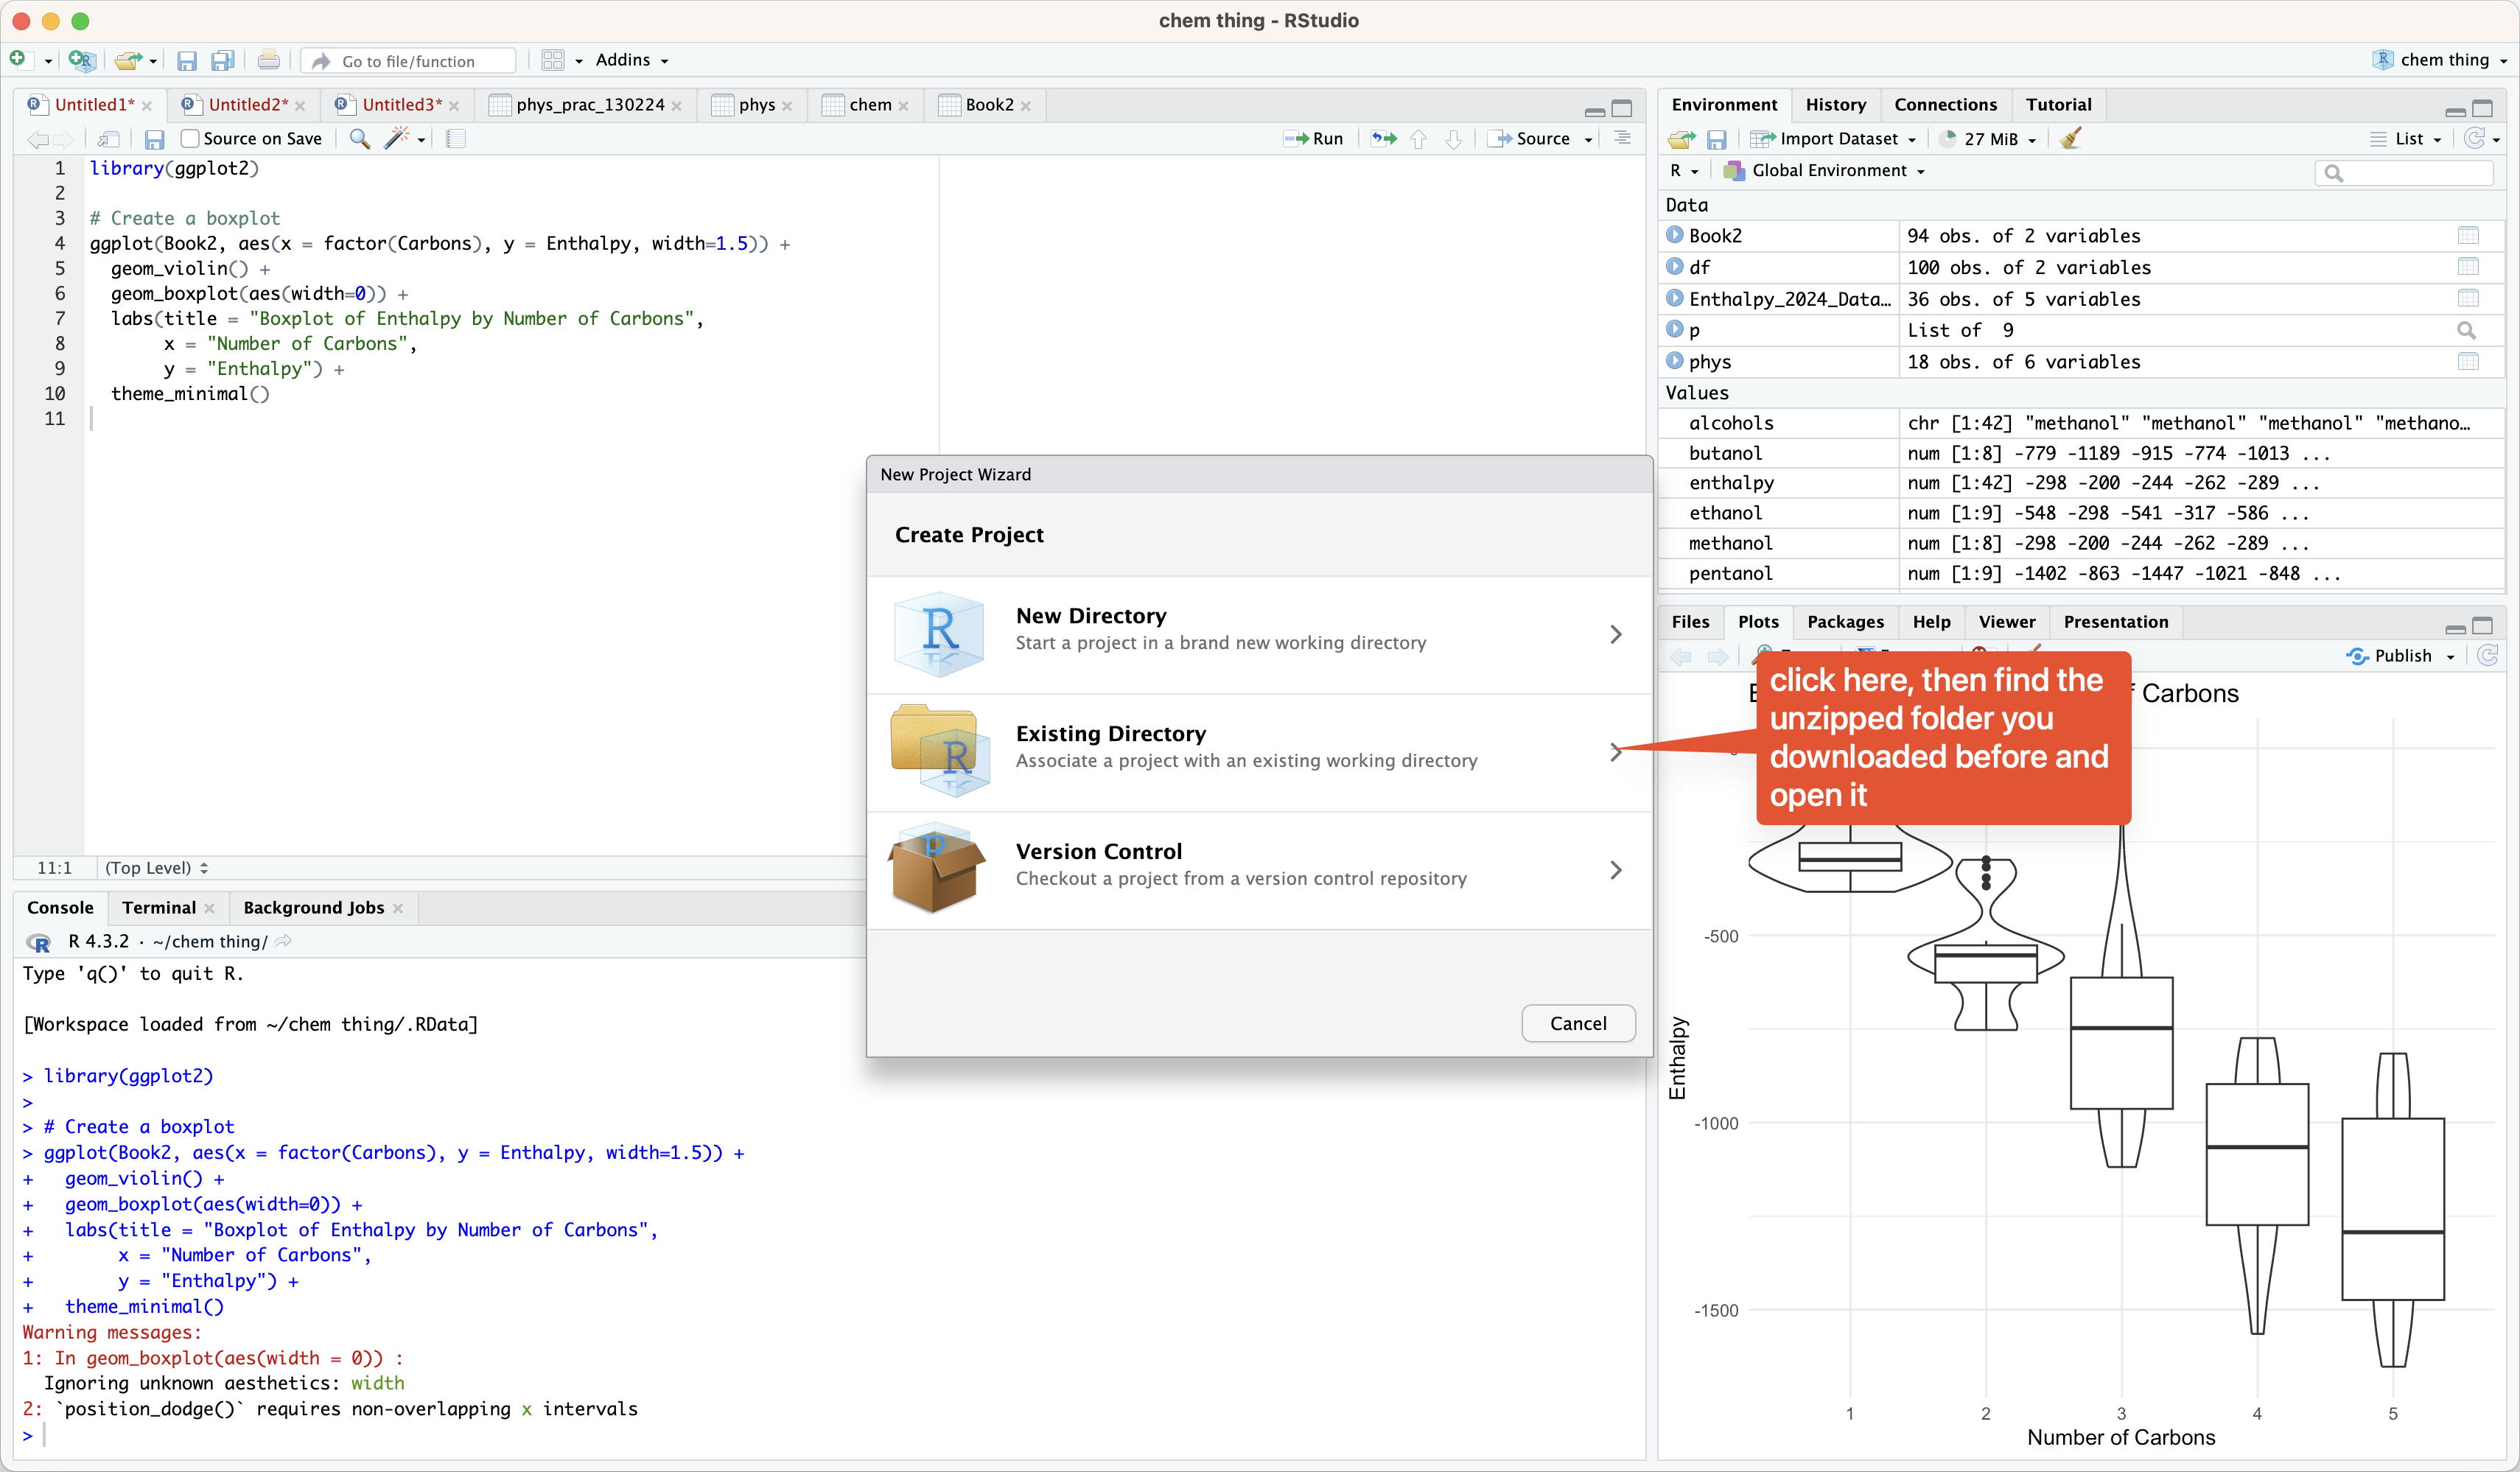 chem thing - RStudio
Go to file/function
Addins
chem thing
Untitled1*
Untitled2*
Untitled3*
phys_prac_130224
phys
chem
Book2
Source on Save
Run
Source
1 library(ggplot2)
2
3 # Create a boxplot
4 ggplot(Book2, aes(x = factor(Carbons), y = Enthalpy, width=1.5)) +
5 geom_violin() +
6 geom_boxplot(aes(width=0)) +
7 labs(title = "Boxplot of Enthalpy by Number of Carbons",
8 x = "Number of Carbons",
9 y = "Enthalpy") +
10 theme_minimal()
11
11:1 (Top Level)
Console
Terminal
Background Jobs
R 4.3.2 · ~/chem thing/
Type 'q()' to quit R.
[Workspace loaded from ~/chem thing/.RData]
> library(ggplot2)
>
> # Create a boxplot
> ggplot(Book2, aes(x = factor(Carbons), y = Enthalpy, width=1.5)) +
+ geom_violin() +
+ geom_boxplot(aes(width=0)) +
+ labs(title = "Boxplot of Enthalpy by Number of Carbons",
+ x = "Number of Carbons",
+ y = "Enthalpy") +
+ theme_minimal()
Warning messages:
1: In geom_boxplot(aes(width = 0)) :
Ignoring unknown aesthetics: width
2: `position_dodge()` requires non-overlapping x intervals
>
New Project Wizard
Create Project
New Directory
Start a project in a brand new working directory
Existing Directory
Associate a project with an existing working directory
Version Control
Checkout a project from a version control repository
Cancel
Environment
History
Connections
Tutorial
Import Dataset
27 MiB
List
R
Global Environment
Data
Book2 94 obs. of 2 variables
df 100 obs. of 2 variables
Enthalpy_2024_Data… 36 obs. of 5 variables
p List of 9
phys 18 obs. of 6 variables
Values
alcohols chr [1:42] "methanol" "methanol" "methanol" "methano…
butanol num [1:8] -779 -1189 -915 -774 -1013 ...
enthalpy num [1:42] -298 -200 -244 -262 -289 ...
ethanol num [1:9] -548 -298 -541 -317 -586 ...
methanol num [1:8] -298 -200 -244 -262 -289 ...
pentanol num [1:9] -1402 -863 -1447 -1021 -848 ...
Files
Plots
Packages
Help
Viewer
Presentation
Publish
Carbons
click here, then find the
unzipped folder you
downloaded before and
open it
-500
-1000
-1500
Enthalpy
1 2 3 4 5
Number of Carbons